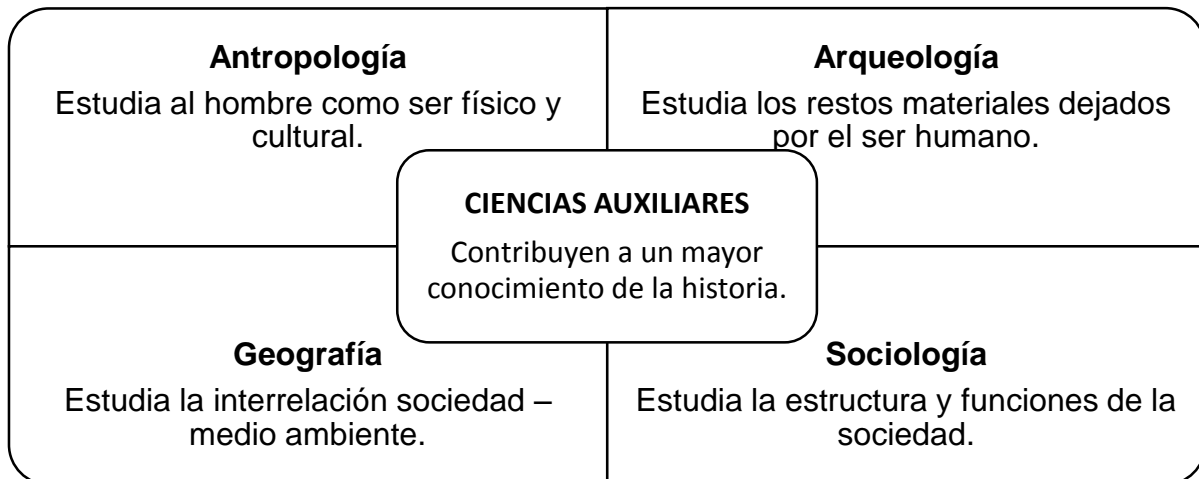 Antropología
Estudia al hombre como ser físico y
cultural.
Arqueología
Estudia los restos materiales dejados
por el ser humano.
CIENCIAS AUXILIARES
Contribuyen a un mayor
conocimiento de la historia.
Geografía
Estudia la interrelación sociedad –
medio ambiente.
Sociología
Estudia la estructura y funciones de la
sociedad.